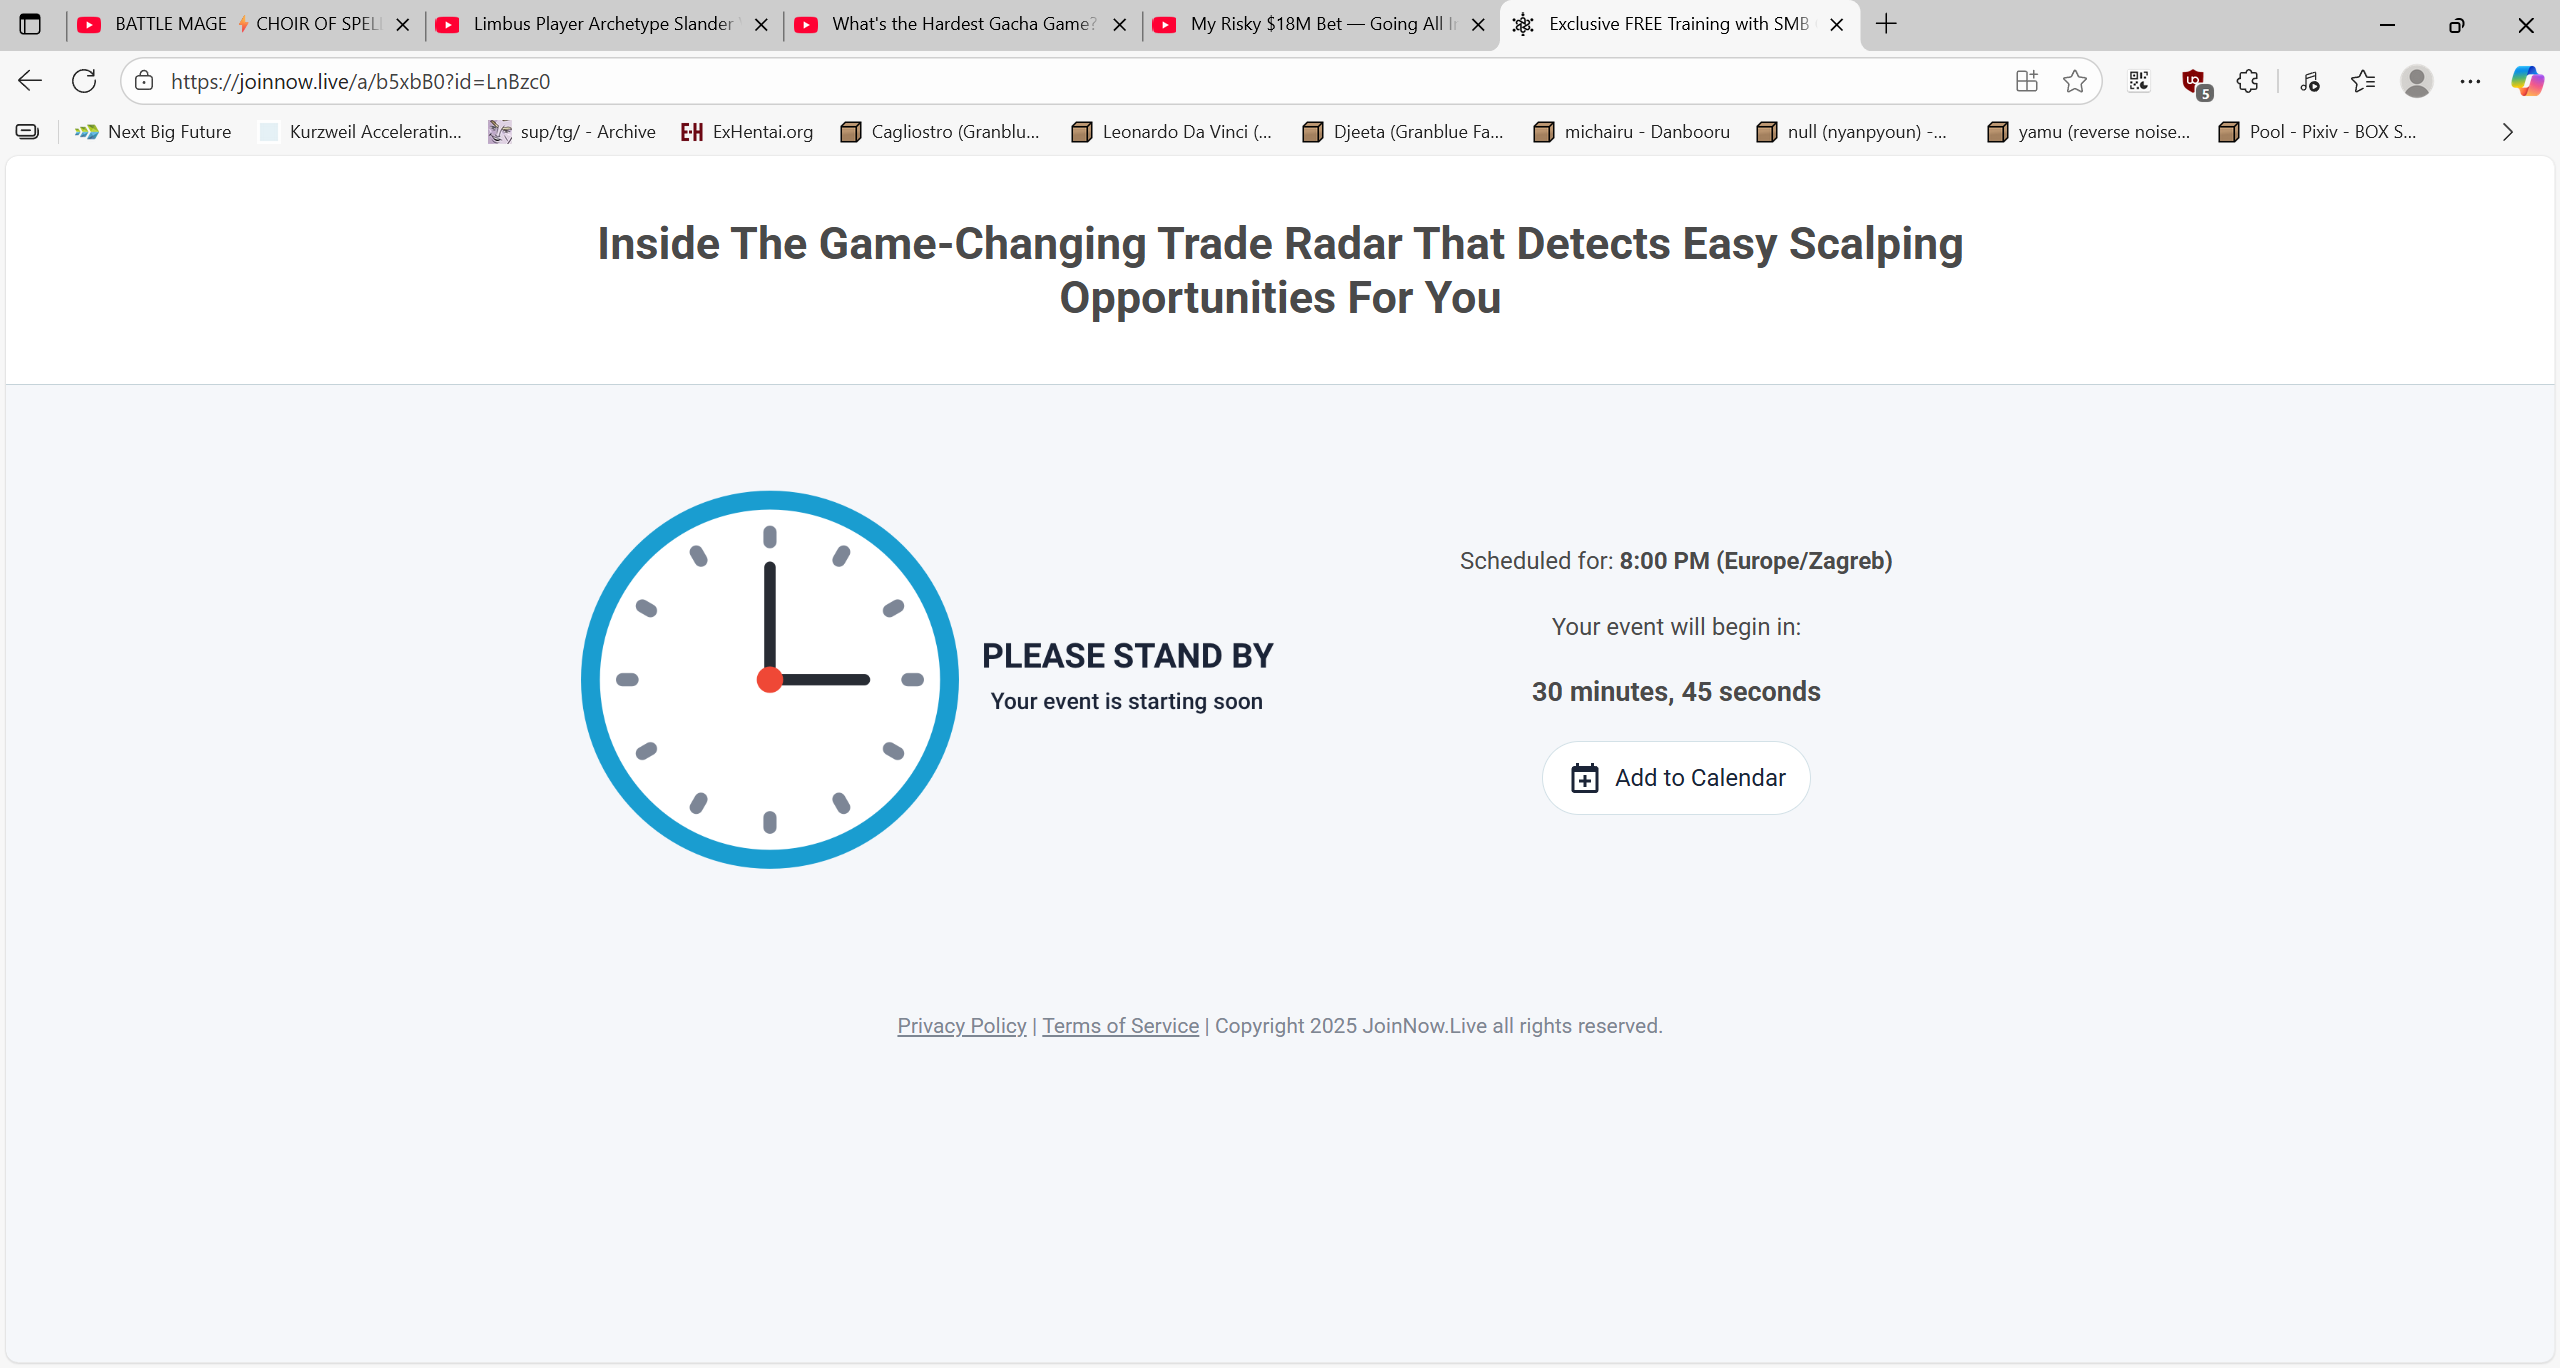 BATTLE MAGE ⚡ CHOIR OF SPEL
Limbus Player Archetype Slander
What's the Hardest Gacha Game?
My Risky $18M Bet — Going All I
Exclusive FREE Training with SMB
https://joinnow.live/a/b5xbB0?id=LnBzc0
5
Next Big Future
Kurzweil Acceleratin...
sup/tg/ - Archive
E-H ExHentai.org
Cagliostro (Granblu...
Leonardo Da Vinci (...
Djeeta (Granblue Fa...
michairu - Danbooru
null (nyanpyoun) -...
yamu (reverse noise...
Pool - Pixiv - BOX S...
Inside The Game-Changing Trade Radar That Detects Easy Scalping
Opportunities For You
PLEASE STAND BY
Your event is starting soon
Scheduled for: 8:00 PM (Europe/Zagreb)
Your event will begin in:
30 minutes, 45 seconds
Add to Calendar
Privacy Policy | Terms of Service | Copyright 2025 JoinNow.Live all rights reserved.